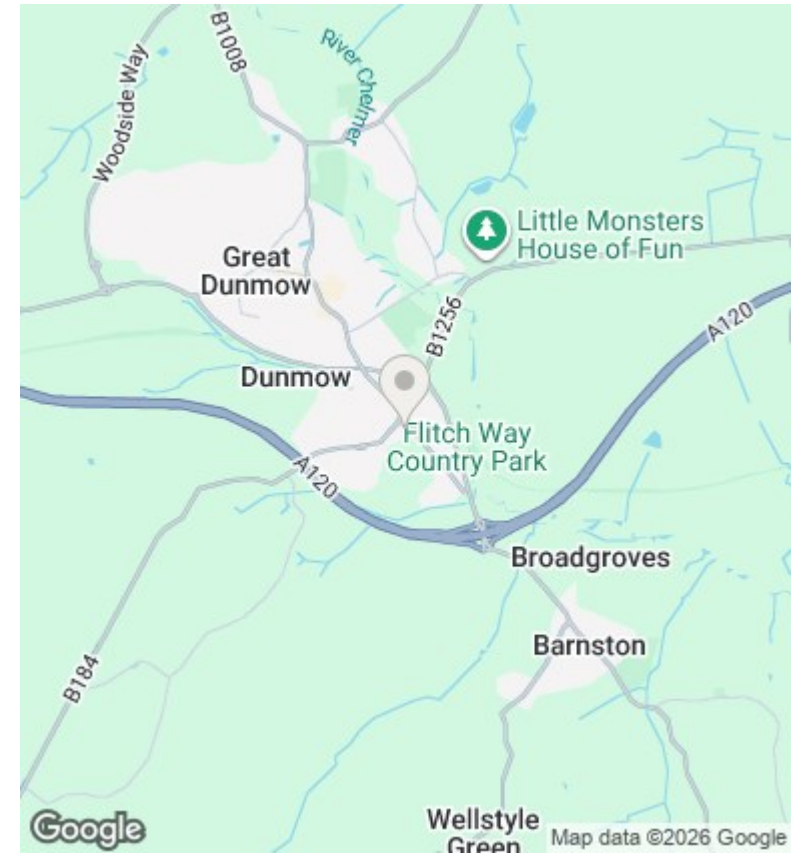 B1008
River Chelmer
Woodside Way
Little Monsters
House of Fun
Great
Dunmow
B1256
A120
Dunmow
Flitch Way
Country Park
A120
Broadgroves
Barnston
B184
Wellstyle
Green
Google
Map data ©2026 Google